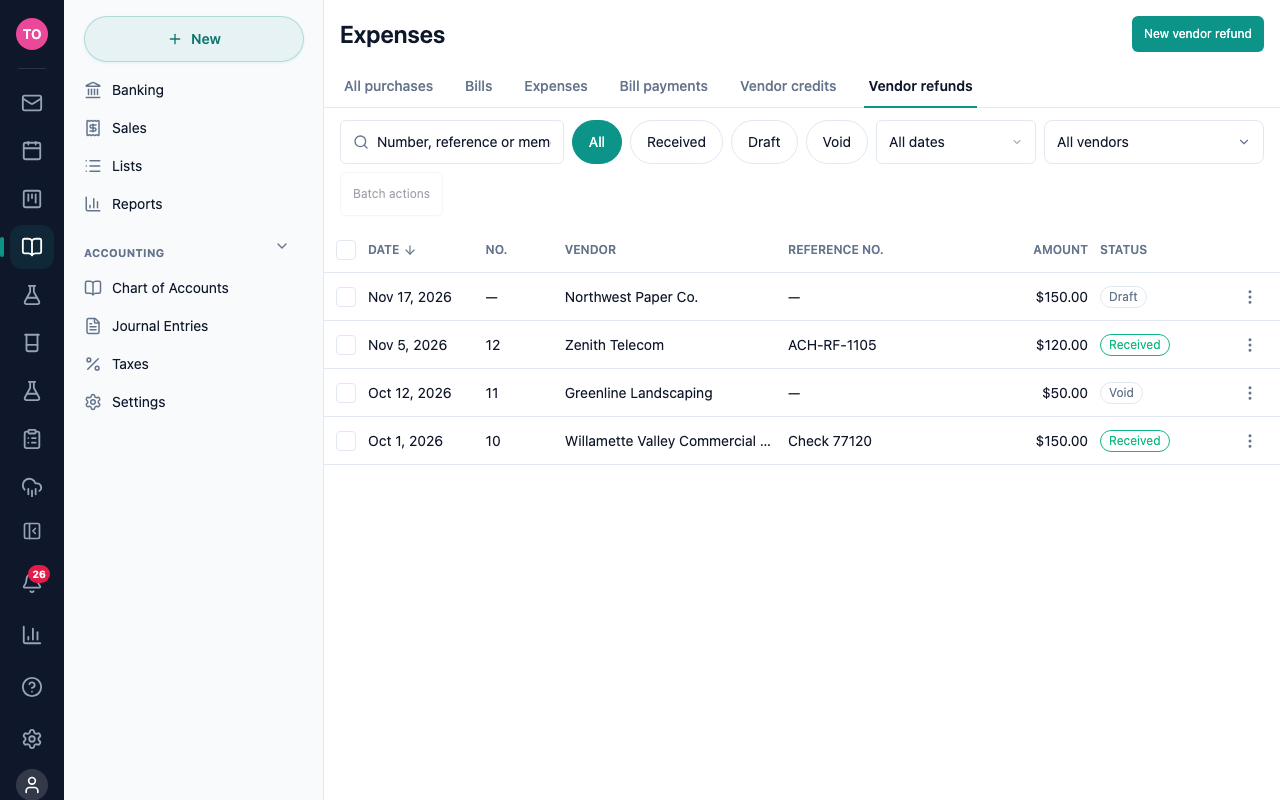 TO
26
New
Banking
Sales
Lists
Reports
ACCOUNTING
Chart of Accounts
Journal Entries
Taxes
Settings
Expenses
New vendor refund
All purchases Bills Expenses Bill payments Vendor credits Vendor refunds
Number, reference or mem All Received Draft Void All dates All vendors
Batch actions
DATE NO. VENDOR REFERENCE NO. AMOUNT STATUS
Nov 17, 2026 — Northwest Paper Co. — $150.00 Draft
Nov 5, 2026 12 Zenith Telecom ACH-RF-1105 $120.00 Received
Oct 12, 2026 11 Greenline Landscaping — $50.00 Void
Oct 1, 2026 10 Willamette Valley Commercial ... Check 77120 $150.00 Received